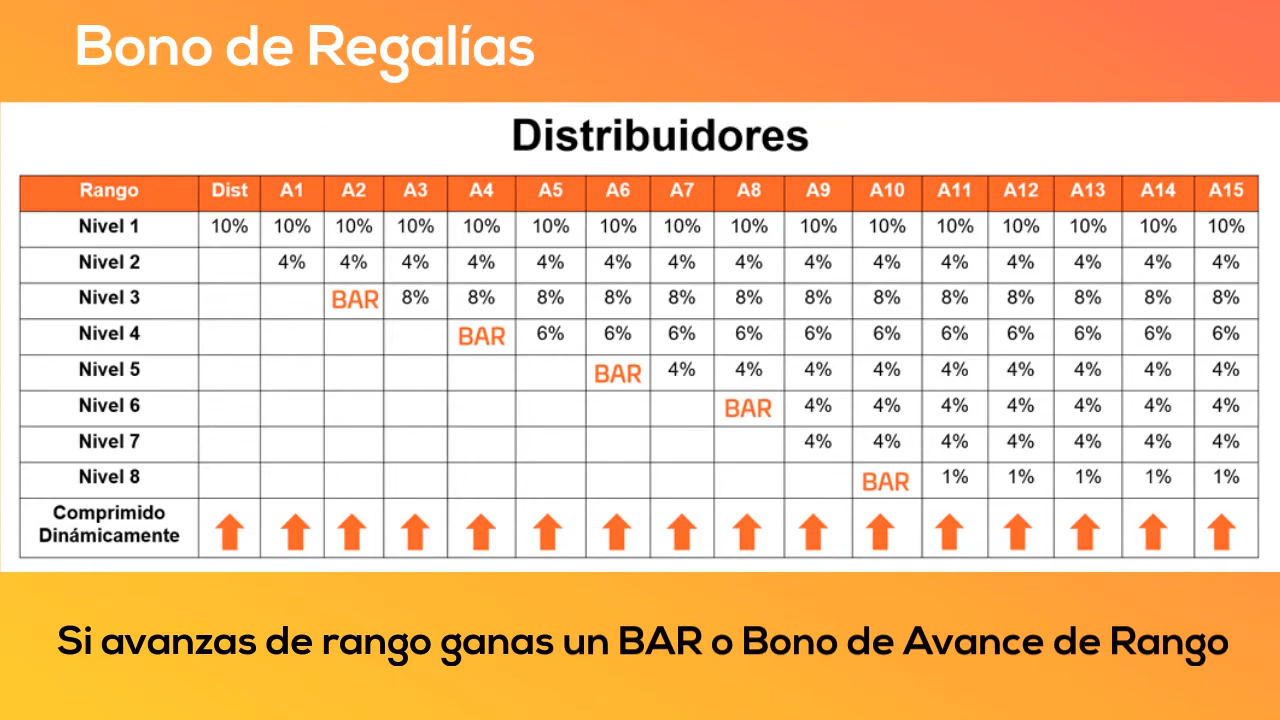 Bono de Regalías
Distribuidores
Rango Dist A1 A2 A3 A4 A5 A6 A7 A8 A9 A10 A11 A12 A13 A14 A15
Nivel 1 10% 10% 10% 10% 10% 10% 10% 10% 10% 10% 10% 10% 10% 10% 10% 10%
Nivel 2 4% 4% 4% 4% 4% 4% 4% 4% 4% 4% 4% 4% 4% 4% 4%
Nivel 3 BAR 8% 8% 8% 8% 8% 8% 8% 8% 8% 8% 8% 8% 8%
Nivel 4 BAR 6% 6% 6% 6% 6% 6% 6% 6% 6% 6% 6%
Nivel 5 BAR 4% 4% 4% 4% 4% 4% 4% 4% 4%
Nivel 6 BAR 4% 4% 4% 4% 4% 4% 4%
Nivel 7 4% 4% 4% 4% 4% 4% 4%
Nivel 8 BAR 1% 1% 1% 1% 1%
Comprimido
Dinámicamente
Si avanzas de rango ganas un BAR o Bono de Avance de Rango